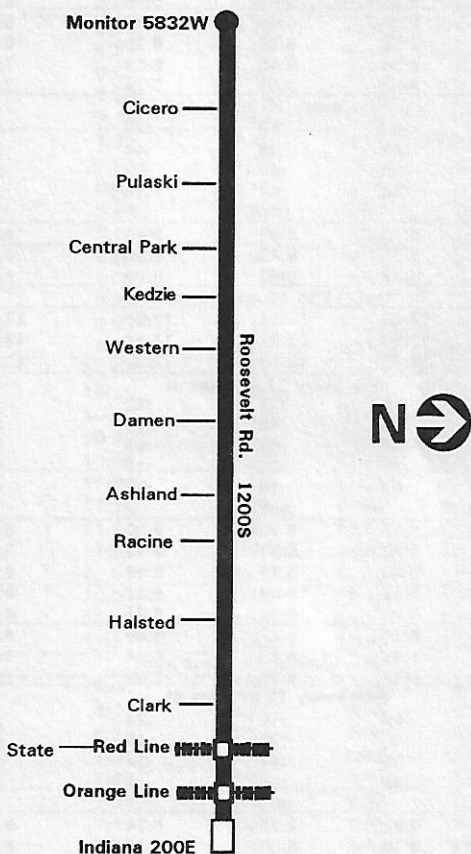 Monitor 5832W
Cicero
Pulaski
Central Park
Kedzie
Western
Roosevelt Rd. 1200S
Damen
N
Ashland
Racine
Halsted
Clark
State
Red Line
Orange Line
Indiana 200E